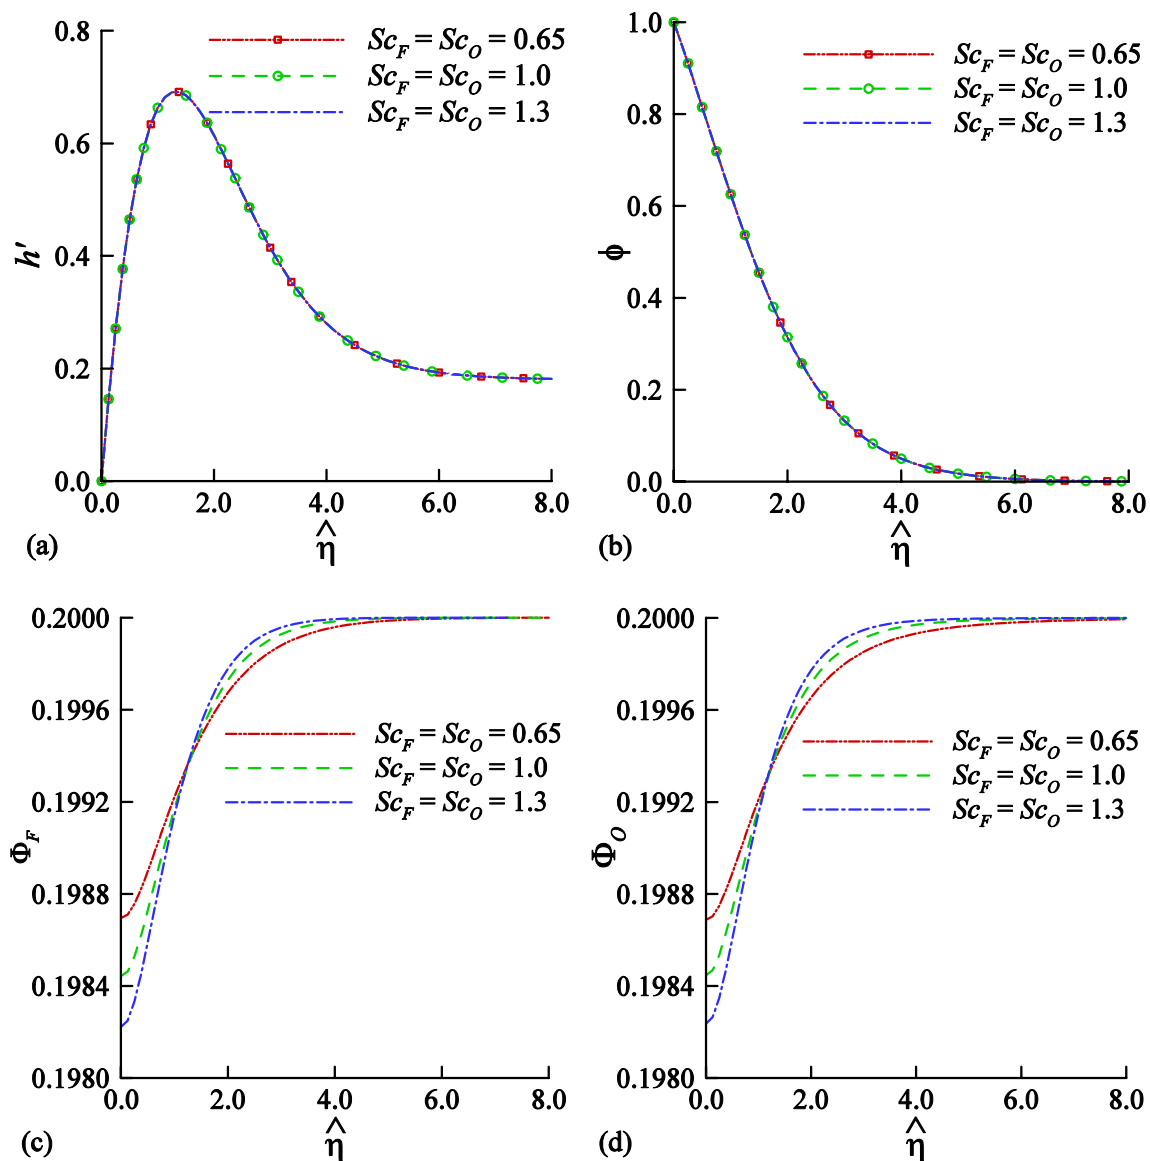 0.8
0.6
0.4
0.2
0.0
h'
Sc_F = Sc_O = 0.65
Sc_F = Sc_O = 1.0
Sc_F = Sc_O = 1.3
0.0 2.0 4.0 6.0 8.0
(a)
η̂
1.0
0.8
0.6
0.4
0.2
0.0
ϕ
Sc_F = Sc_O = 0.65
Sc_F = Sc_O = 1.0
Sc_F = Sc_O = 1.3
0.0 2.0 4.0 6.0 8.0
(b)
η̂
0.2000
0.1996
0.1992
0.1988
0.1984
0.1980
Φ_F
Sc_F = Sc_O = 0.65
Sc_F = Sc_O = 1.0
Sc_F = Sc_O = 1.3
0.0 2.0 4.0 6.0 8.0
(c)
η̂
0.2000
0.1996
0.1992
0.1988
0.1984
0.1980
Φ_O
Sc_F = Sc_O = 0.65
Sc_F = Sc_O = 1.0
Sc_F = Sc_O = 1.3
0.0 2.0 4.0 6.0 8.0
(d)
η̂